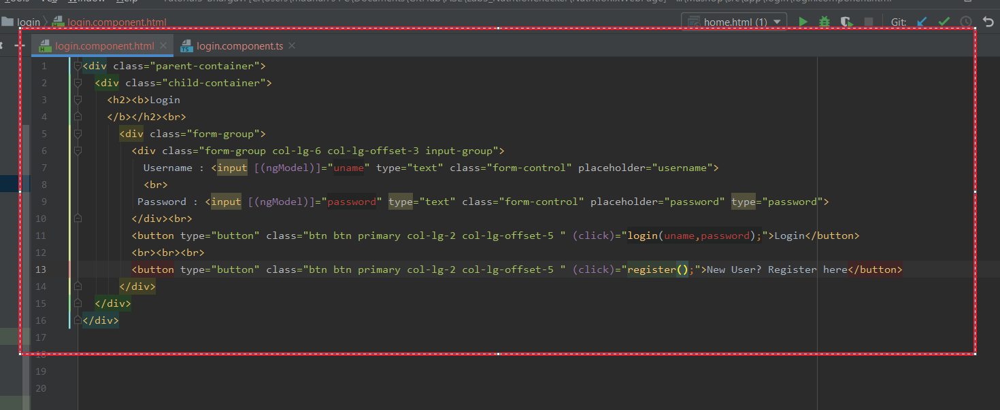 login login.component.html home.html (1) Git:
login.component.html login.component.ts
1 <div class="parent-container">
2 <div class="child-container">
3 <h2><b>Login
4 </b></h2><br>
5 <div class="form-group">
6 <div class="form-group col-lg-6 col-lg-offset-3 input-group">
7 Username : <input [(ngModel)]="uname" type="text" class="form-control" placeholder="username">
8 <br>
9 Password : <input [(ngModel)]="password" type="text" class="form-control" placeholder="password" type="password">
10 </div><br>
11 <button type="button" class="btn btn primary col-lg-2 col-lg-offset-5 " (click)="login(uname,password);">Login</button>
12 <br><br><br>
13 <button type="button" class="btn btn primary col-lg-2 col-lg-offset-5 " (click)="register();">New User? Register here</button>
14 </div>
15 </div>
16 </div>
17
18
19
20